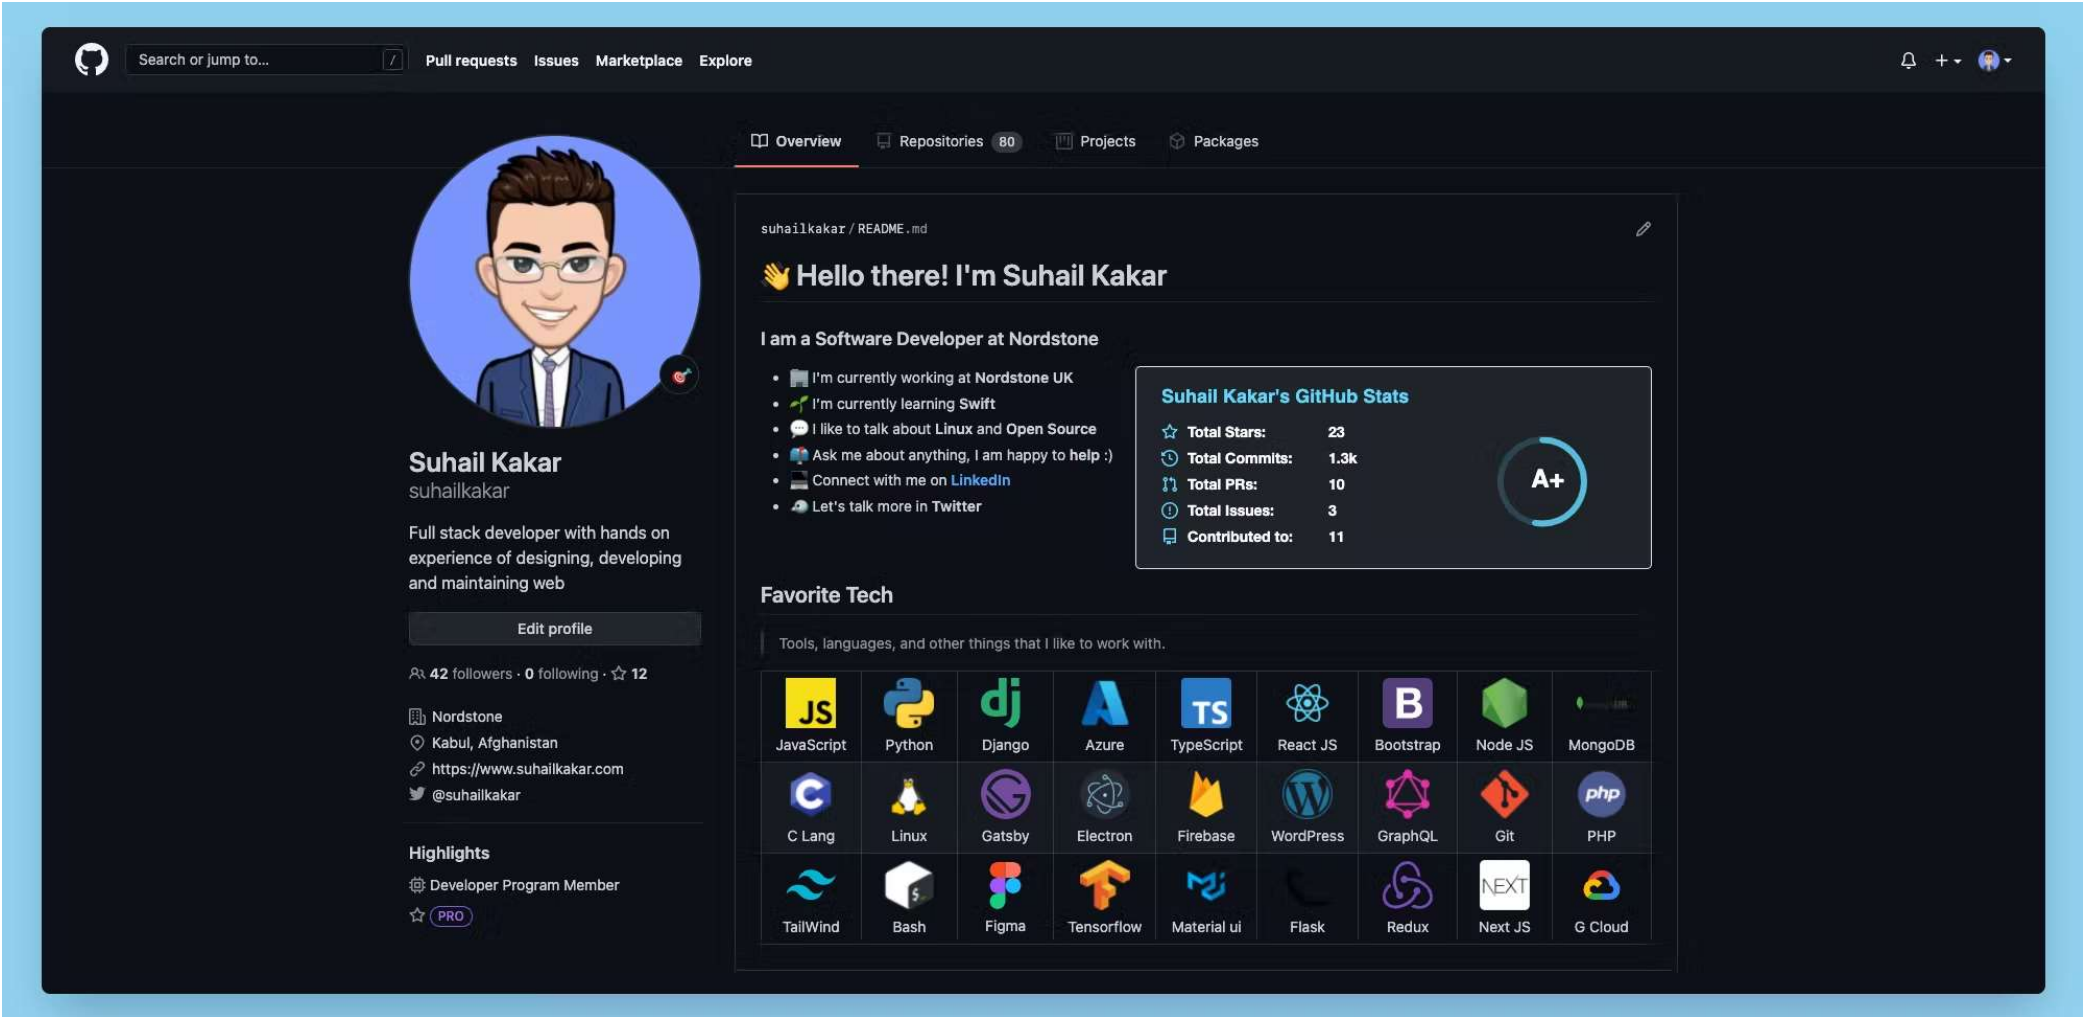 Search or jump to... /
Pull requests Issues Marketplace Explore
Overview Repositories 80 Projects Packages
Suhail Kakar
suhailkakar
Full stack developer with hands on
experience of designing, developing
and maintaining web
Edit profile
42 followers · 0 following · 12
Nordstone
Kabul, Afghanistan
https://www.suhailkakar.com
@suhailkakar
Highlights
Developer Program Member
PRO
suhailkakar/README.md
👋 Hello there! I'm Suhail Kakar
I am a Software Developer at Nordstone
• 🏢 I'm currently working at Nordstone UK
• 🌱 I'm currently learning Swift
• 💬 I like to talk about Linux and Open Source
• 📫 Ask me about anything, I am happy to help :)
• 💻 Connect with me on LinkedIn
• 🐦 Let's talk more in Twitter
Suhail Kakar's GitHub Stats
Total Stars: 23
Total Commits: 1.3k
Total PRs: 10
Total Issues: 3
Contributed to: 11
A+
Favorite Tech
Tools, languages, and other things that I like to work with.
JS dj TS B
JavaScript Python Django Azure TypeScript React JS Bootstrap Node JS MongoDB
C php
C Lang Linux Gatsby Electron Firebase WordPress GraphQL Git PHP
$_ NEXT
TailWind Bash Figma Tensorflow Material ui Flask Redux Next JS G Cloud